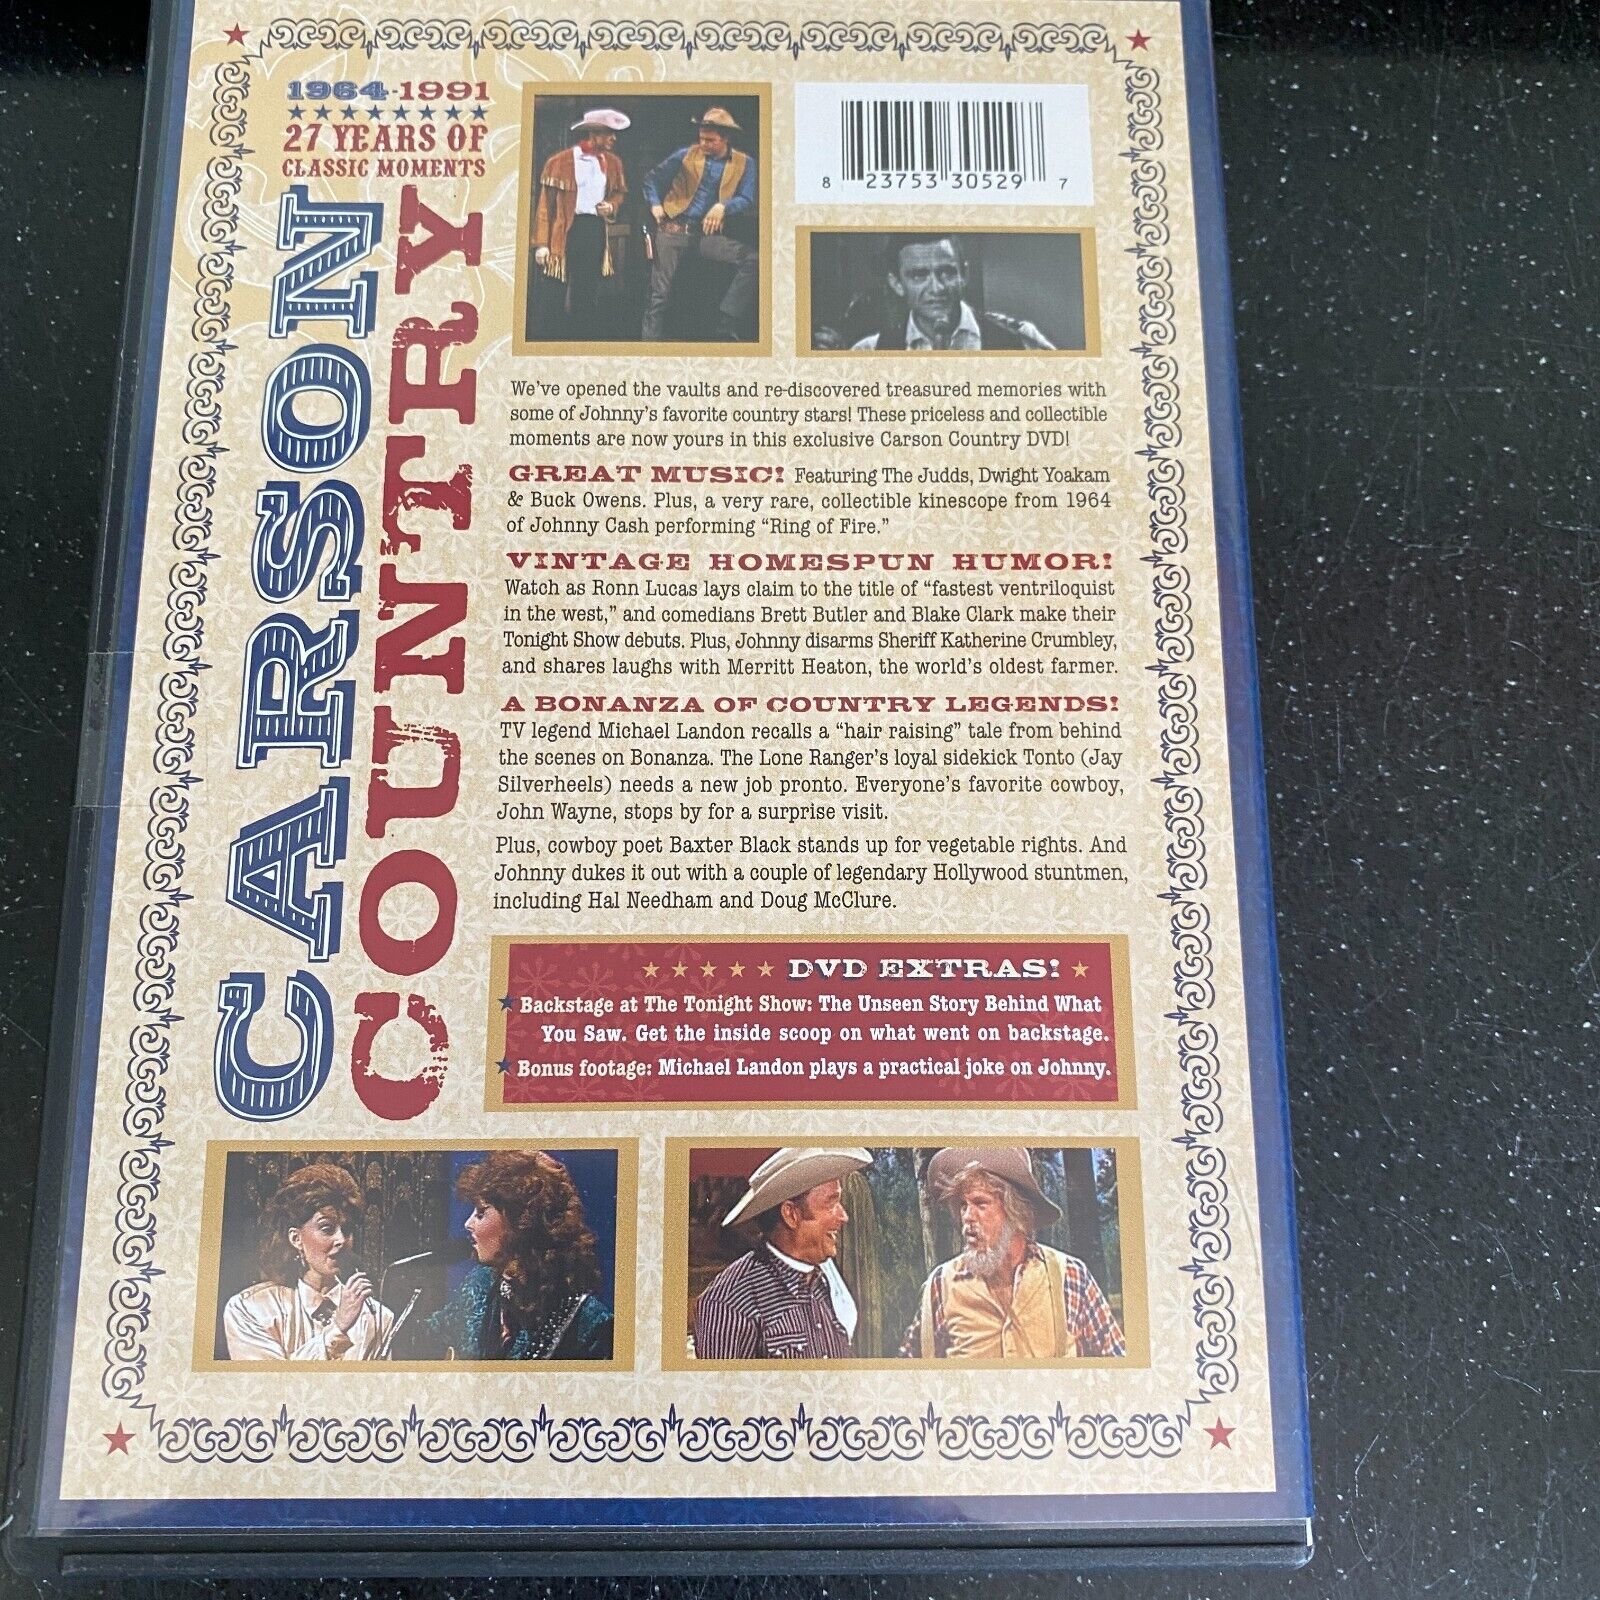 1964-1991
27 YEARS OF
CLASSIC MOMENTS
CARSON
COUNTRY
8 23753 30529 7
We've opened the vaults and re-discovered treasured memories with
some of Johnny's favorite country stars! These priceless and collectible
moments are now yours in this exclusive Carson Country DVD!
GREAT MUSIC! Featuring The Judds, Dwight Yoakam
& Buck Owens. Plus, a very rare, collectible kinescope from 1964
of Johnny Cash performing “Ring of Fire.”
VINTAGE HOMESPUN HUMOR!
Watch as Ronn Lucas lays claim to the title of “fastest ventriloquist
in the west,” and comedians Brett Butler and Blake Clark make their
Tonight Show debuts. Plus, Johnny disarms Sheriff Katherine Crumbley,
and shares laughs with Merritt Heaton, the world's oldest farmer.
A BONANZA OF COUNTRY LEGENDS!
TV legend Michael Landon recalls a “hair raising” tale from behind
the scenes on Bonanza. The Lone Ranger's loyal sidekick Tonto (Jay
Silverheels) needs a new job pronto. Everyone's favorite cowboy,
John Wayne, stops by for a surprise visit.
Plus, cowboy poet Baxter Black stands up for vegetable rights. And
Johnny dukes it out with a couple of legendary Hollywood stuntmen,
including Hal Needham and Doug McClure.
DVD EXTRAS!
Backstage at The Tonight Show: The Unseen Story Behind What
You Saw. Get the inside scoop on what went on backstage.
Bonus footage: Michael Landon plays a practical joke on Johnny.